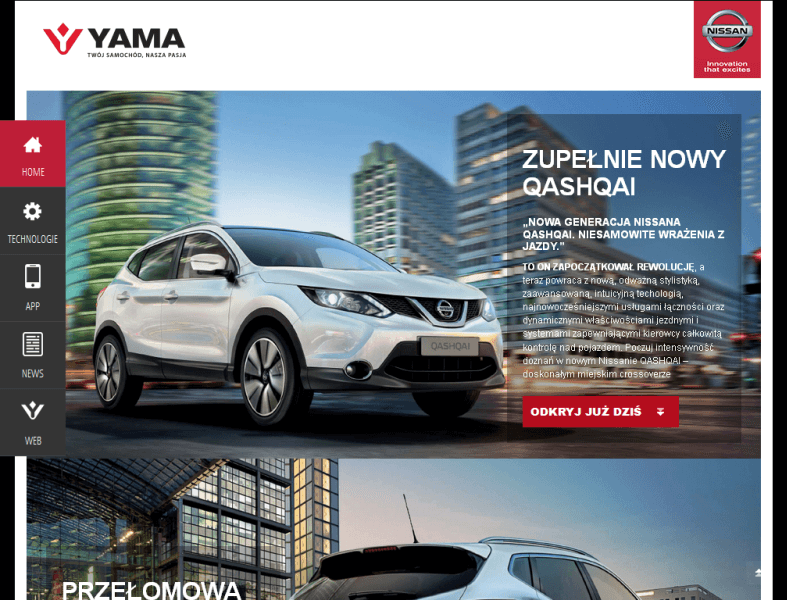 YAMA
TWÓJ SAMOCHÓD, NASZA PASJA
NISSAN
Innovation
that excites
HOME
TECHNOLOGIE
APP
NEWS
WEB
ZUPEŁNIE NOWY
QASHQAI
„NOWA GENERACJA NISSANA
QASHQAI. NIESAMOWITE WRAŻENIA Z
JAZDY.”
TO ON ZAPOCZĄTKOWAŁ REWOLUCJĘ, a
teraz powraca z nową, odważną stylistyką,
zaawansowaną, intuicyjną techologią,
najnowocześniejszymi usługami łączności oraz
dynamicznymi właściwościami jezdnymi i
systemami zapewniającymi kierowcy całkowitą
kontrolę nad pojazdem. Poczuj intensywność
doznań w nowym Nissanie QASHQAI –
doskonałym miejskim crossoverze
ODKRYJ JUŻ DZIŚ
QASHQAI
PRZEŁOMOWA